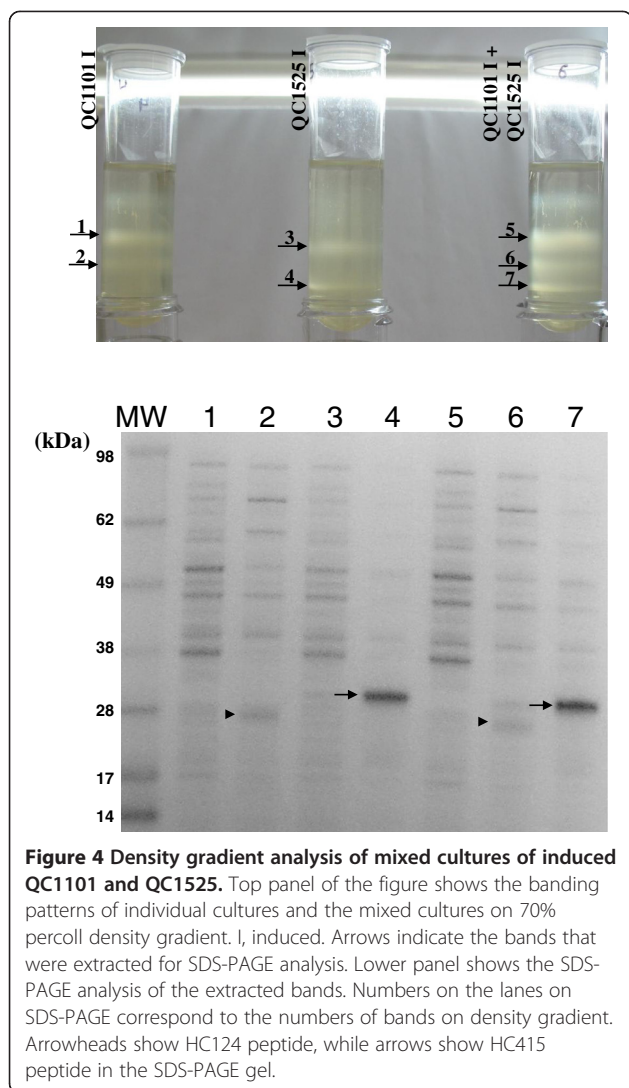 QC1101 I
QC1525 I
QC1101 I +
QC1525 I
6
1
2
3
4
5
6
7
MW 1 2 3 4 5 6 7
(kDa)
98
62
49
38
28
17
14
Figure 4 Density gradient analysis of mixed cultures of induced
QC1101 and QC1525. Top panel of the figure shows the banding
patterns of individual cultures and the mixed cultures on 70%
percoll density gradient. I, induced. Arrows indicate the bands that
were extracted for SDS-PAGE analysis. Lower panel shows the SDS-
PAGE analysis of the extracted bands. Numbers on the lanes on
SDS-PAGE correspond to the numbers of bands on density gradient.
Arrowheads show HC124 peptide, while arrows show HC415
peptide in the SDS-PAGE gel.